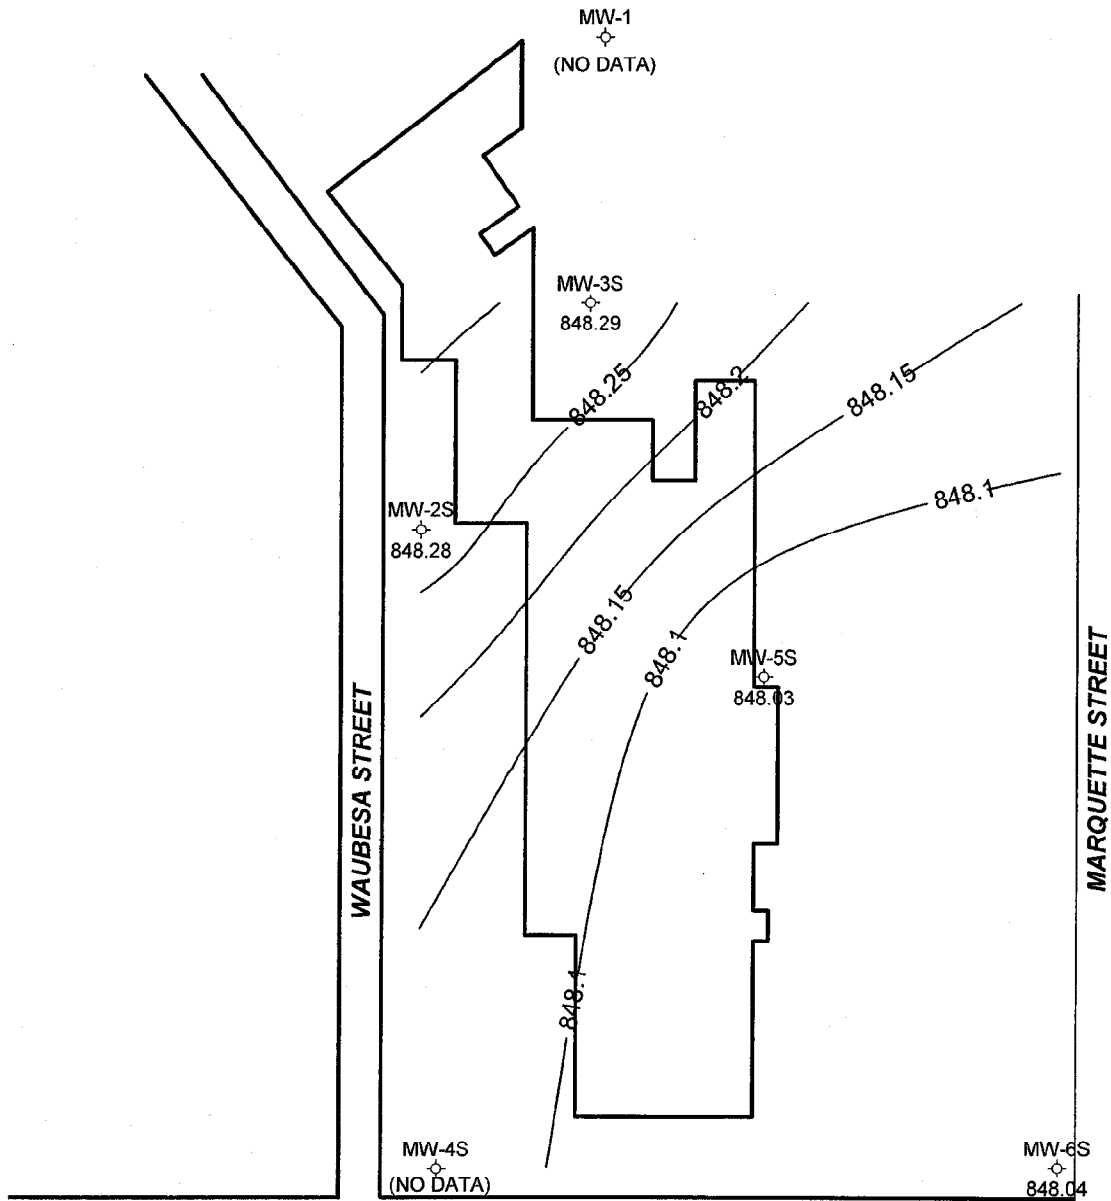 MW-1
(NO DATA)
MW-3S
848.29
848.25
848.2
848.15
848.1
MW-2S
848.28
848.15
848.1
MW-5S
848.03
WAUBESA STREET
MARQUETTE STREET
848.1
MW-4S
(NO DATA)
MW-6S
848.04